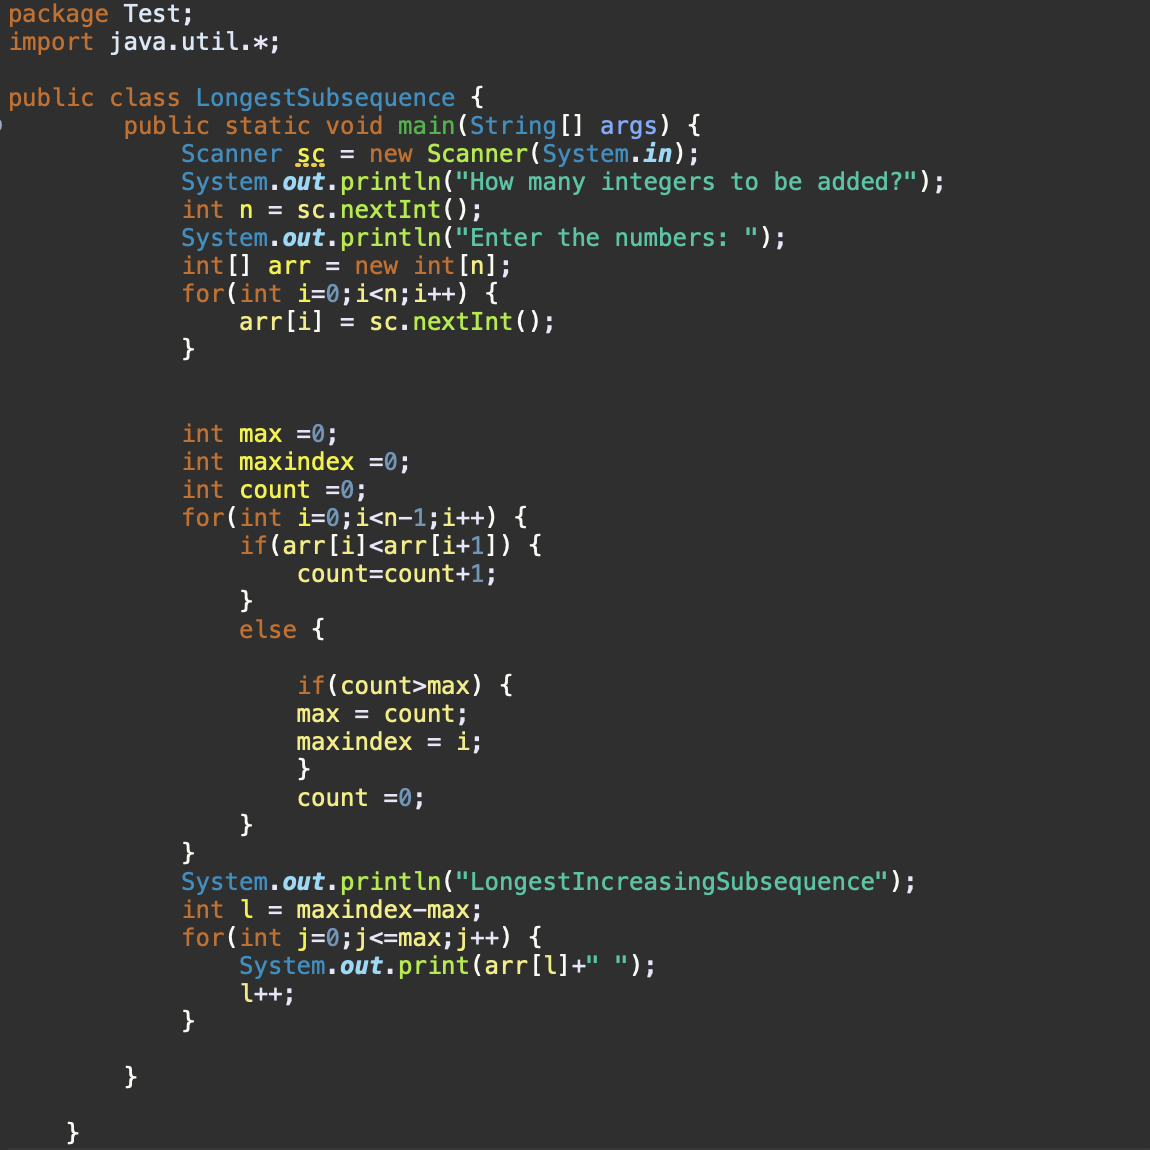 package Test;
import java.util.*;
public class LongestSubsequence {
public static void main(String[] args) {
Scanner sc = new Scanner(System.in);
System.out.println("How many integers to be added?");
int n = sc.nextInt();
System.out.println("Enter the numbers: ");
int[] arr = new int[n];
for(int i=0;i<n;i++) {
arr[i] = sc.nextInt();
}
int max =0;
int maxindex =0;
int count =0;
for(int i=0;i<n-1;i++) {
if(arr[i]<arr[i+1]) {
count=count+1;
}
else {
if(count>max) {
max = count;
maxindex = i;
}
count =0;
}
}
System.out.println("LongestIncreasingSubsequence");
int l = maxindex-max;
for(int j=0;j<=max;j++) {
System.out.print(arr[l]+" ");
l++;
}
}
}